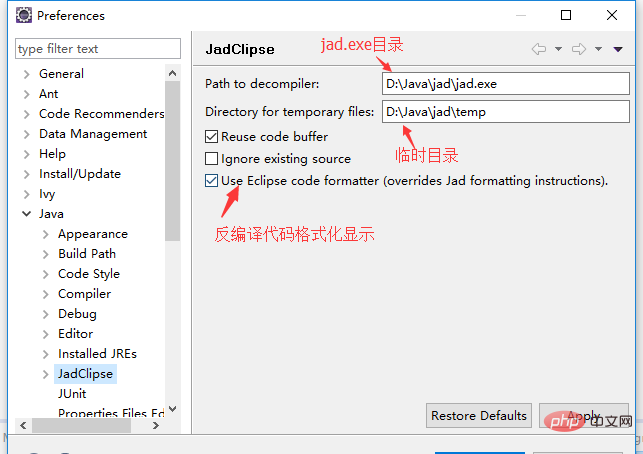 Preferences
type filter text
General
Ant
Code Recommenders
Data Management
Help
Install/Update
Ivy
Java
Appearance
Build Path
Code Style
Compiler
Debug
Editor
Installed JREs
JadClipse
JUnit
Properties Files Ed
JadClipse
jad.exe目录
Path to decompiler:
D:\Java\jad\jad.exe
Directory for temporary files:
D:\Java\jad\temp
Reuse code buffer
临时目录
Ignore existing source
Use Eclipse code formatter (overrides Jad formatting instructions).
反编译代码格式化显示
Restore Defaults
Apply
php中文网